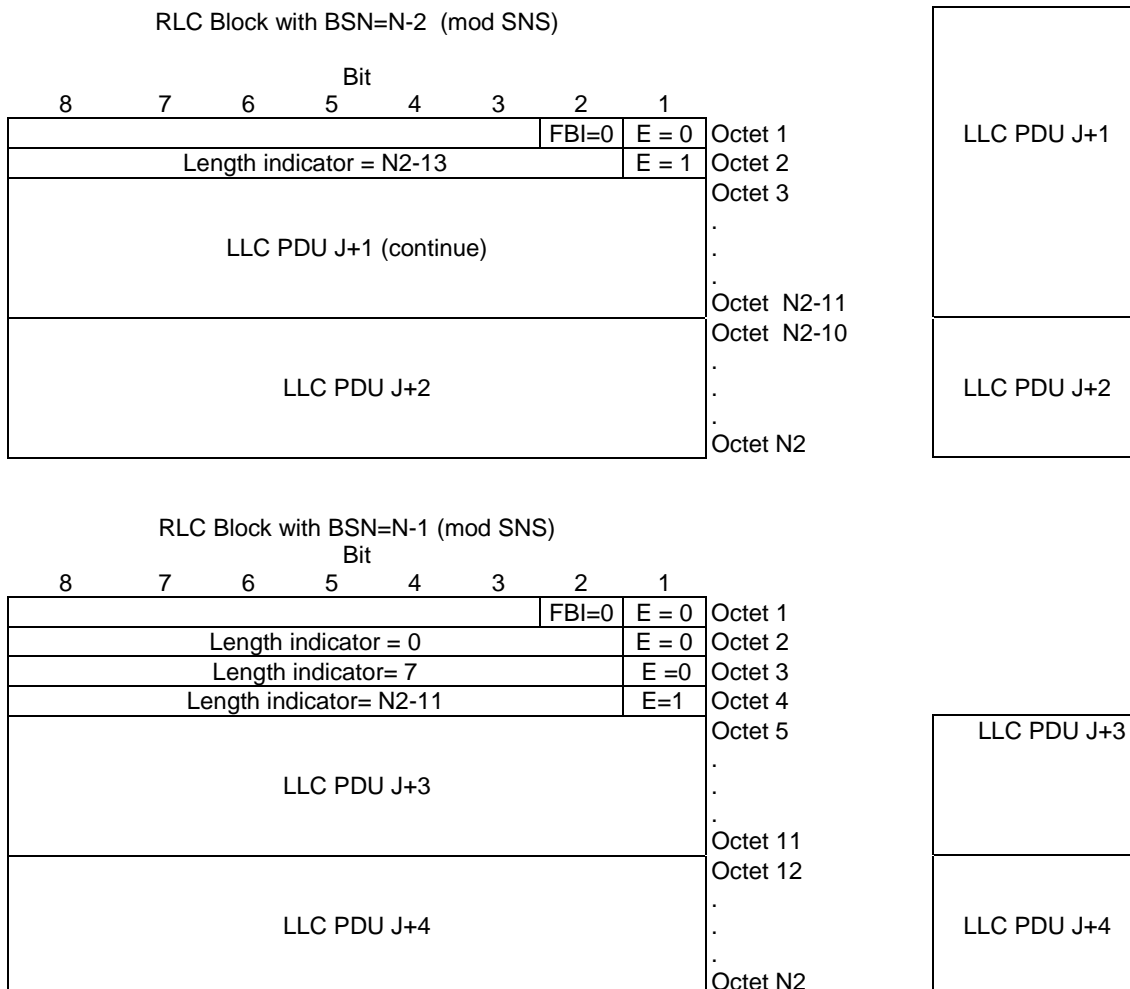 RLC Block with BSN=N-2 (mod SNS)
Bit
8 7 6 5 4 3 2 1
FBI=0 E = 0 Octet 1 LLC PDU J+1
Length indicator = N2-13 E = 1 Octet 2
Octet 3
.
LLC PDU J+1 (continue) .
.
Octet N2-11
Octet N2-10
.
LLC PDU J+2 . LLC PDU J+2
.
Octet N2
RLC Block with BSN=N-1 (mod SNS)
Bit
8 7 6 5 4 3 2 1
FBI=0 E = 0 Octet 1
Length indicator = 0 E = 0 Octet 2
Length indicator= 7 E =0 Octet 3
Length indicator= N2-11 E=1 Octet 4
Octet 5 LLC PDU J+3
.
LLC PDU J+3 .
.
Octet 11
Octet 12
.
LLC PDU J+4 . LLC PDU J+4
.
Octet N2